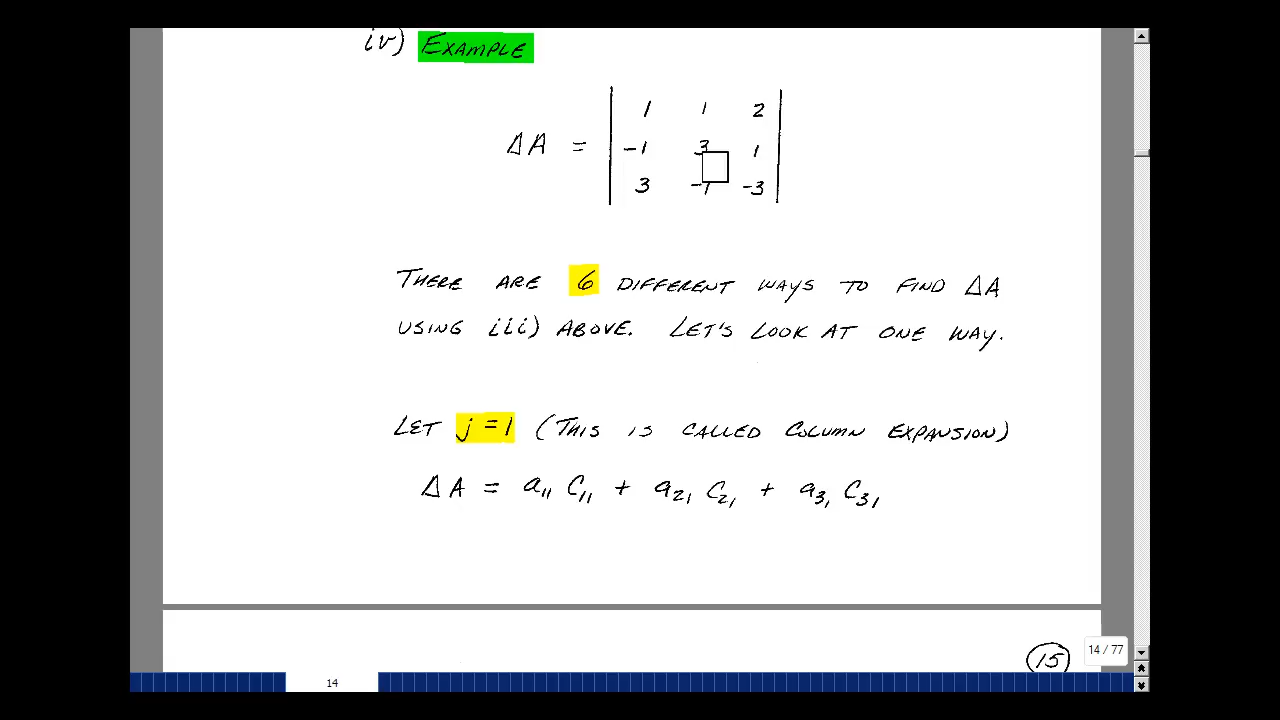 iv) EXAMPLE
1 1 2
ΔA = -1 3 1
3 -1 -3
THERE ARE 6 DIFFERENT WAYS TO FIND ΔA
USING iii) ABOVE. LET'S LOOK AT ONE WAY.
LET j = 1 (THIS IS CALLED COLUMN EXPANSION)
ΔA = a11 C11 + a21 C21 + a31 C31
15
14 / 77
14